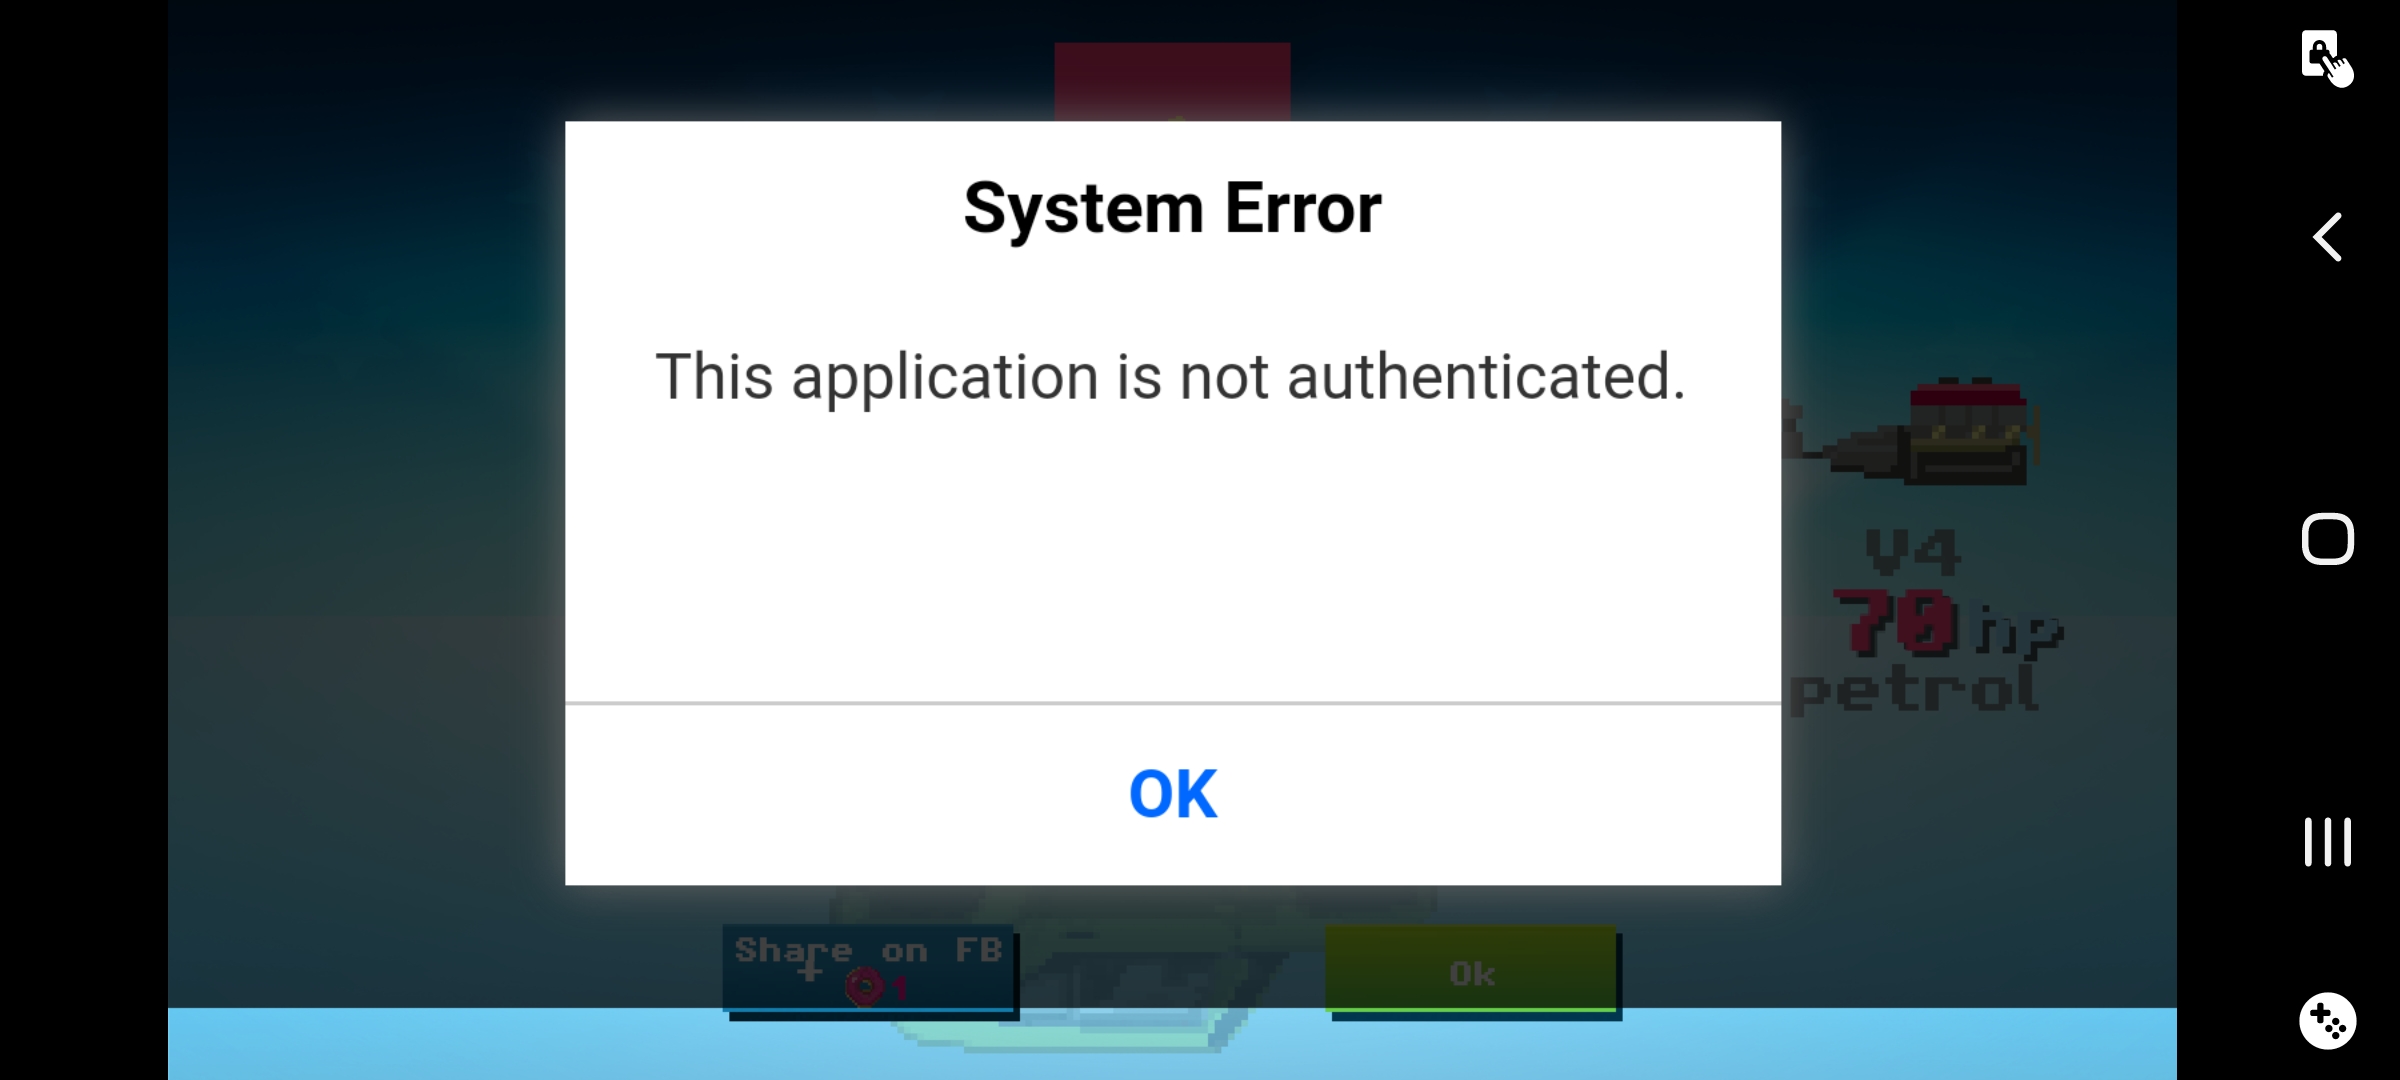 System Error
This application is not authenticated.
V4
70 hp
petrol
OK
Share on FB
+ 1
Ok